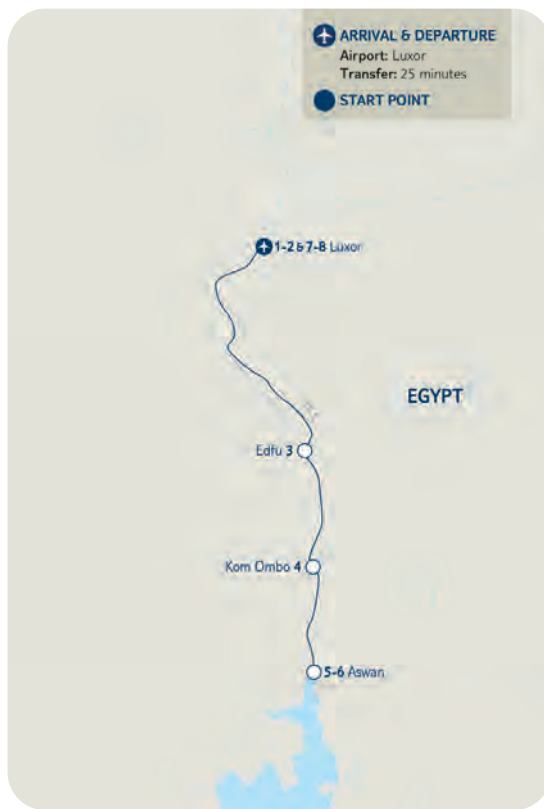 ARRIVAL & DEPARTURE
Airport: Luxor
Transfer: 25 minutes
START POINT
1-2 & 7-8 Luxor
EGYPT
Edfu 3
Kom Ombo 4
5-6 Aswan